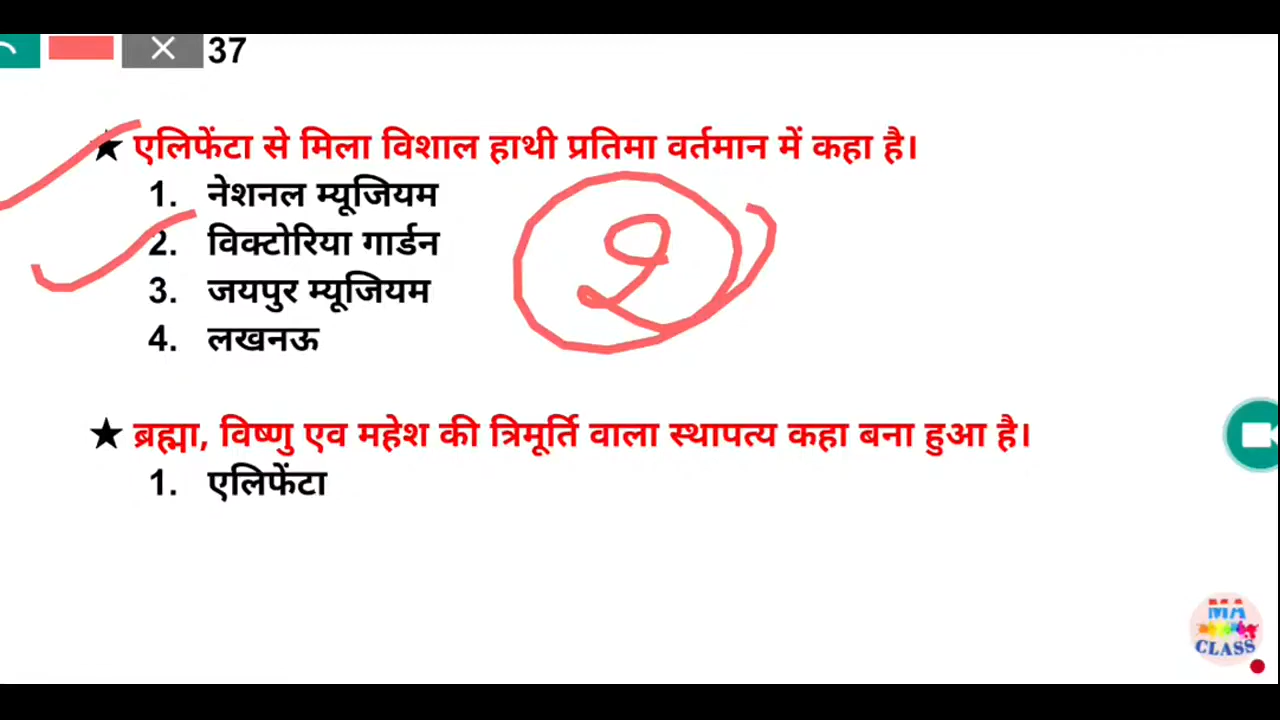 37
★ एलिफेंटा से मिला विशाल हाथी प्रतिमा वर्तमान में कहा है।
1. नेशनल म्यूजियम
2. विक्टोरिया गार्डन
2
3. जयपुर म्यूजियम
4. लखनऊ
★ ब्रह्मा, विष्णु एव महेश की त्रिमूर्ति वाला स्थापत्य कहा बना हुआ है।
1. एलिफेंटा
MA
CLASS